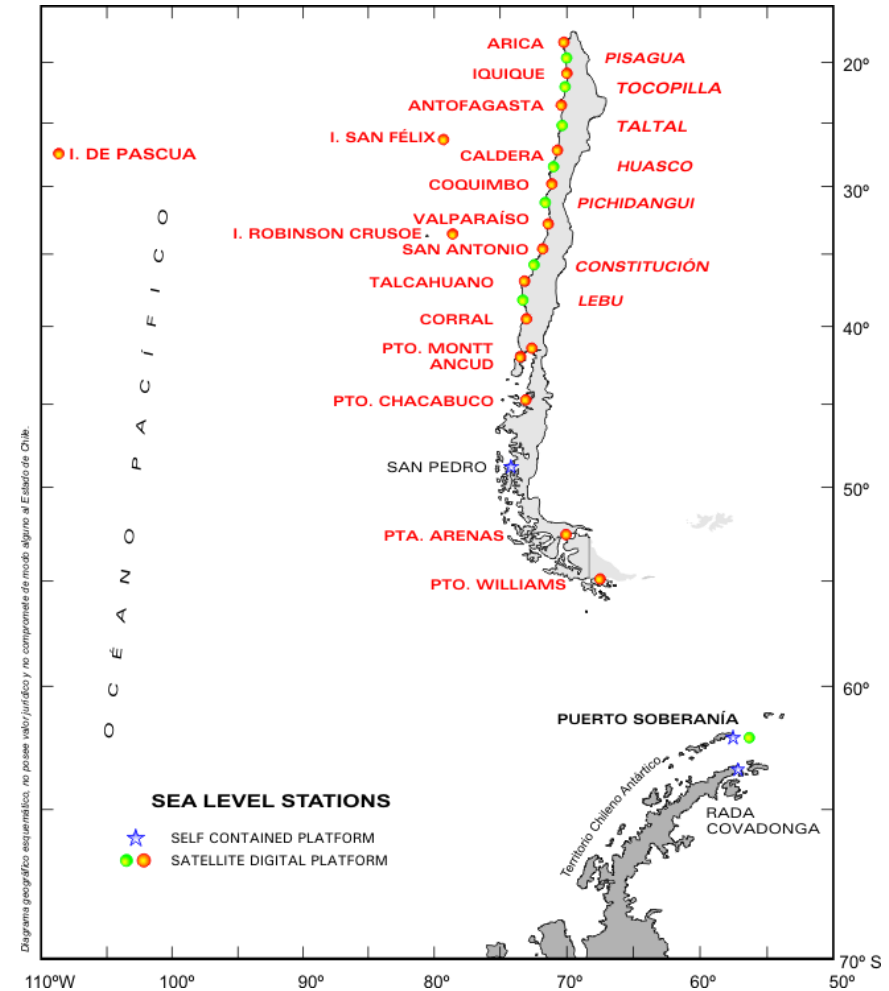 ARICA
PISAGUA
20º
IQUIQUE
TOCOPILLA
ANTOFAGASTA
TALTAL
I. SAN FÉLIX
I. DE PASCUA
CALDERA
HUASCO
COQUIMBO
30º
PICHIDANGUI
VALPARAÍSO
I. ROBINSON CRUSOE
SAN ANTONIO
CONSTITUCIÓN
TALCAHUANO
LEBU
CORRAL
40º
PTO. MONTT
ANCUD
PTO. CHACABUCO
SAN PEDRO
50º
PTA. ARENAS
PTO. WILLIAMS
OCÉANO PACÍFICO
60º
PUERTO SOBERANÍA
Territorio Chileno Antártico
RADA
COVADONGA
SEA LEVEL STATIONS
SELF CONTAINED PLATFORM
SATELLITE DIGITAL PLATFORM
Diagrama geográfico esquemático, no posee valor jurídico y no compromete de modo alguno al Estado de Chile.
70º S
110ºW 100º 90º 80º 70º 60º 50º